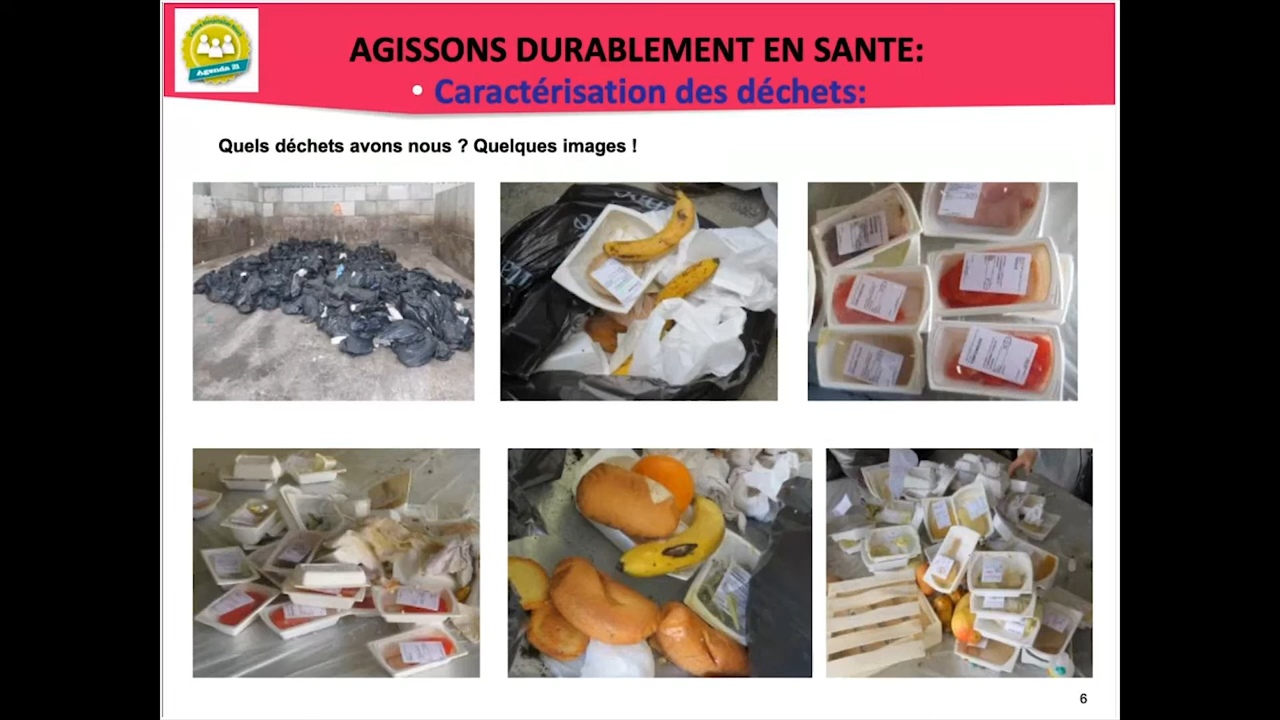 Agenda 21
AGISSONS DURABLEMENT EN SANTE:
• Caractérisation des déchets:
Quels déchets avons nous ? Quelques images !
6